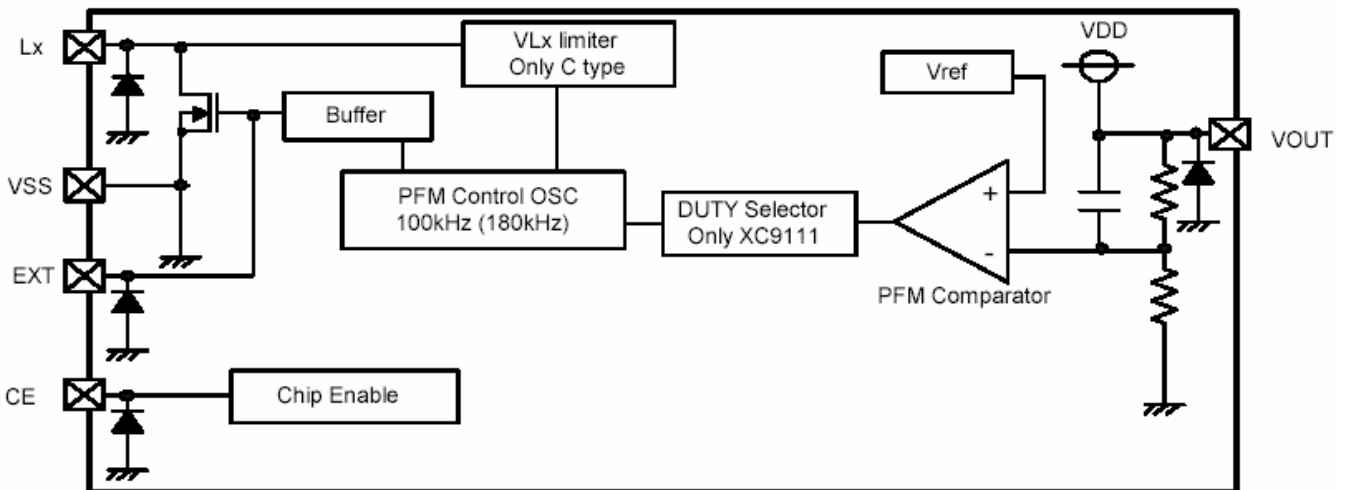 Lx
VLx limiter
Only C type
VDD
Vref
Buffer
VOUT
VSS
PFM Control OSC
100kHz (180kHz)
DUTY Selector
Only XC9111
+
-
EXT
PFM Comparator
CE
Chip Enable